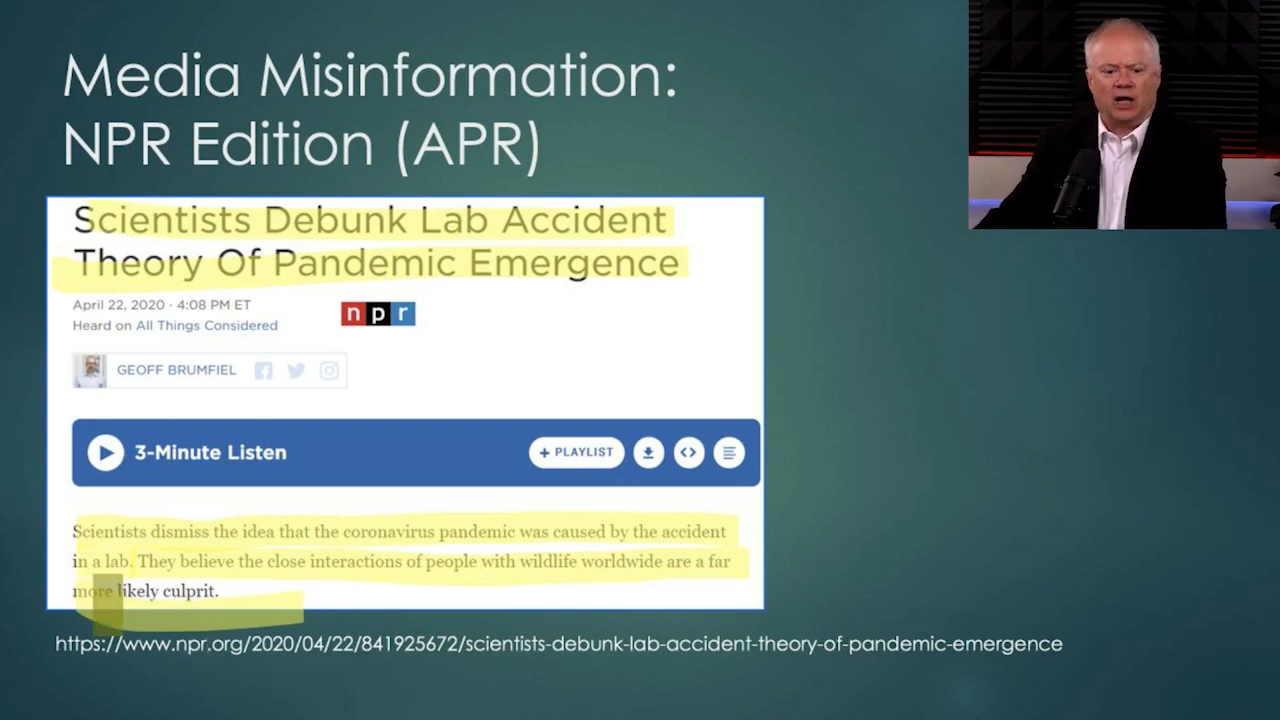 Media Misinformation:
NPR Edition (APR)
Scientists Debunk Lab Accident
Theory Of Pandemic Emergence
April 22, 2020 · 4:08 PM ET
Heard on All Things Considered
n p r
GEOFF BRUMFIEL
3-Minute Listen
+ PLAYLIST
Scientists dismiss the idea that the coronavirus pandemic was caused by the accident
in a lab. They believe the close interactions of people with wildlife worldwide are a far
more likely culprit.
https://www.npr.org/2020/04/22/841925672/scientists-debunk-lab-accident-theory-of-pandemic-emergence